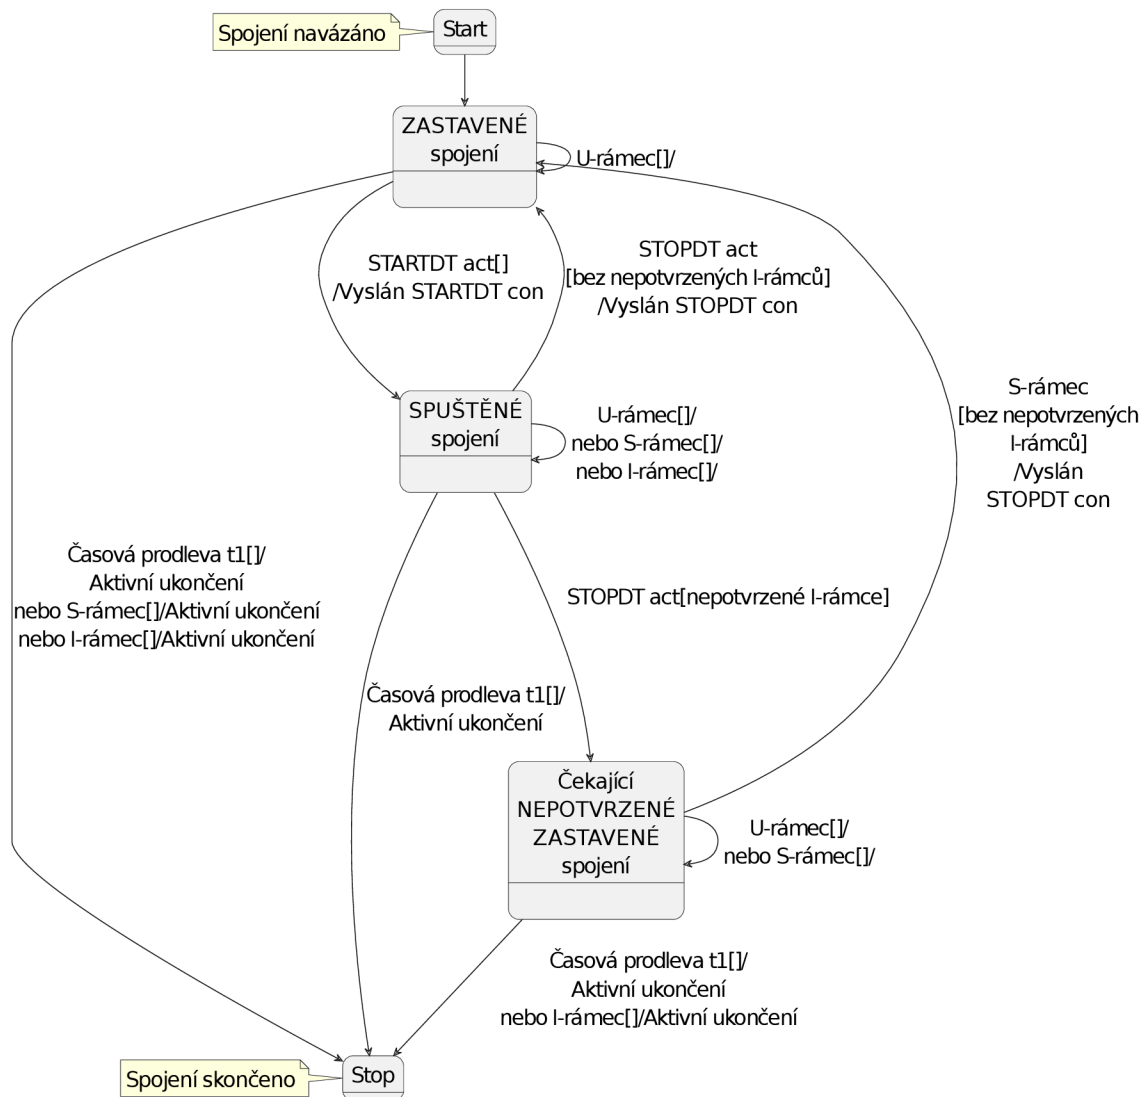 Spojení navázáno
Start
ZASTAVENÉ
spojení
U-rámec[]/
STARTDT act[]
/Vyslán STARTDT con
STOPDT act
[bez nepotvrzených I-rámců]
/Vyslán STOPDT con
SPUŠTĚNÉ
spojení
U-rámec[]/
nebo S-rámec[]/
nebo I-rámec[]/
S-rámec
[bez nepotvrzených
I-rámců]
/Vyslán
STOPDT con
Časová prodleva t1[]/
Aktivní ukončení
nebo S-rámec[]/Aktivní ukončení
nebo I-rámec[]/Aktivní ukončení
STOPDT act[nepotvrzené I-rámce]
Časová prodleva t1[]/
Aktivní ukončení
Čekající
NEPOTVRZENÉ
ZASTAVENÉ
spojení
U-rámec[]/
nebo S-rámec[]/
Časová prodleva t1[]/
Aktivní ukončení
nebo I-rámec[]/Aktivní ukončení
Spojení skončeno
Stop